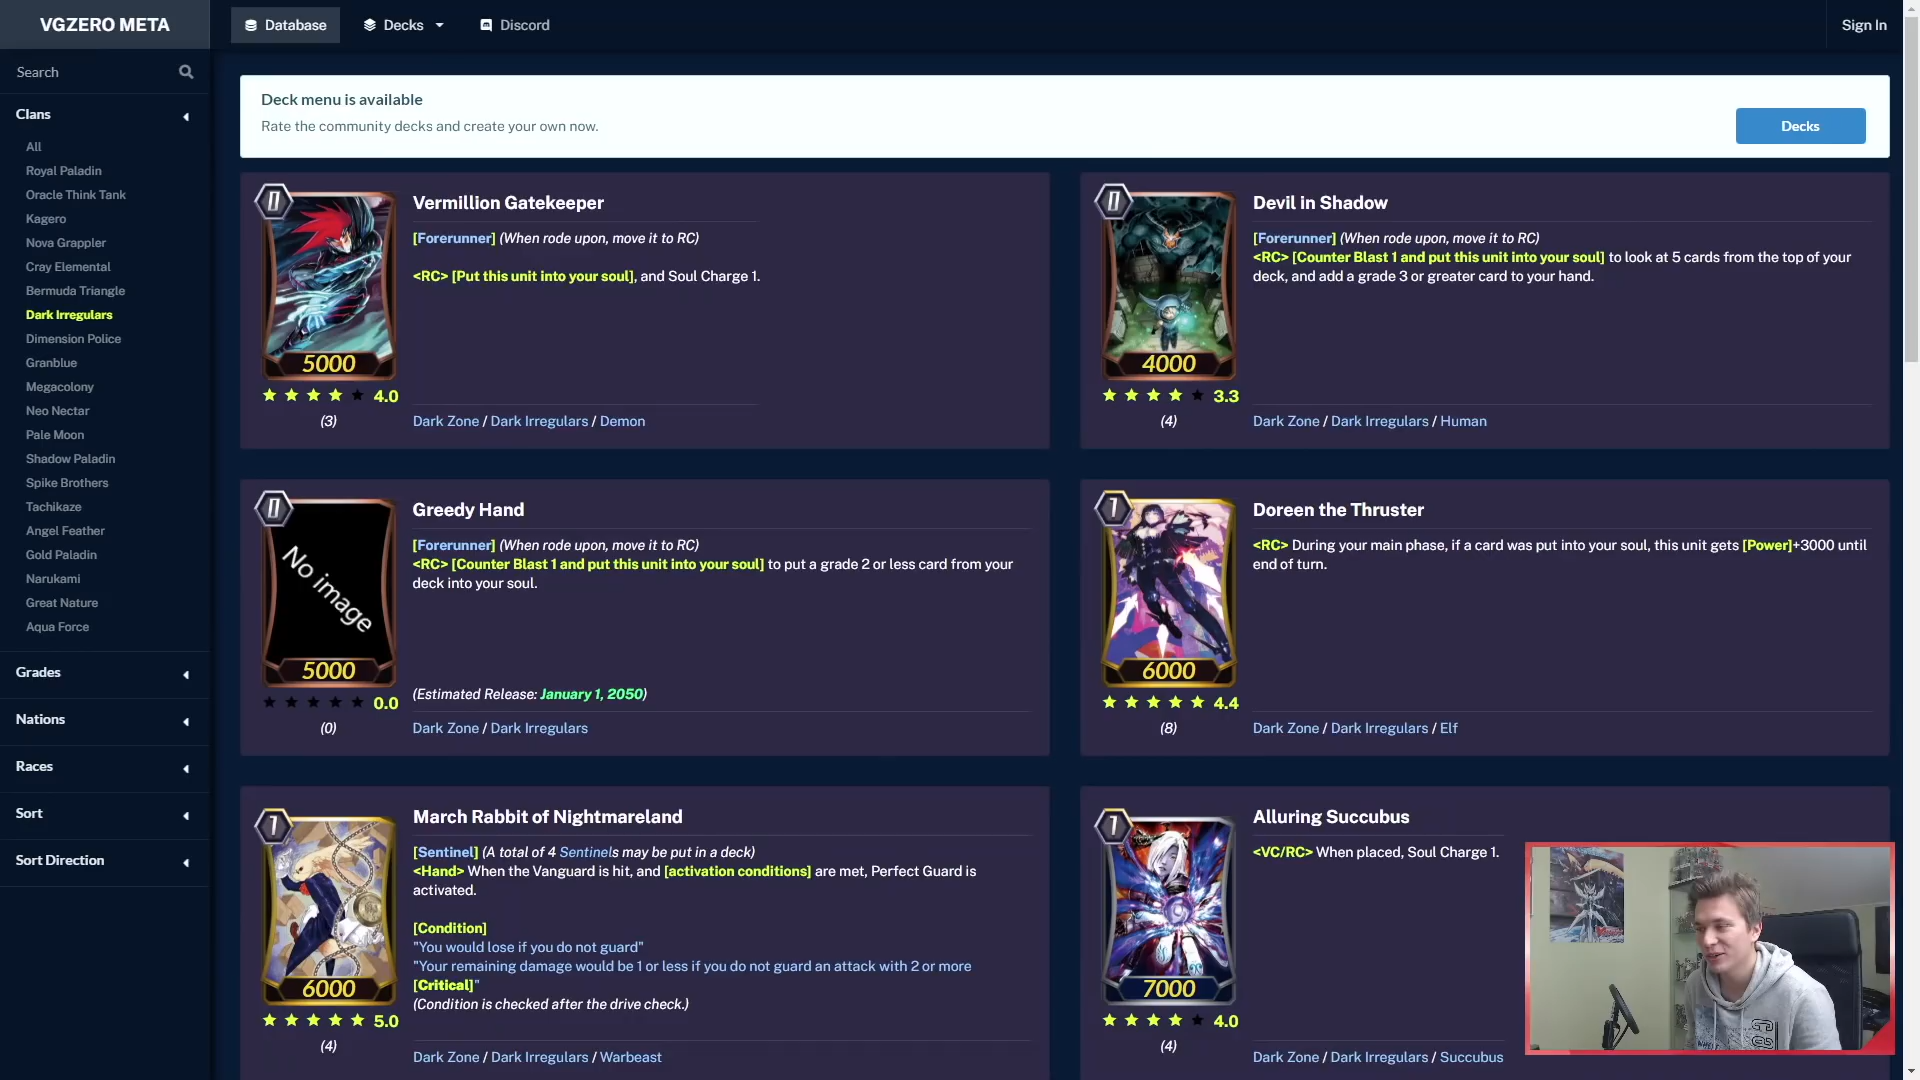 VGZERO META
Database
Decks
Discord
Sign In
Search
Clans
All
Royal Paladin
Oracle Think Tank
Kagero
Nova Grappler
Cray Elemental
Bermuda Triangle
Dark Irregulars
Dimension Police
Granblue
Megacolony
Neo Nectar
Pale Moon
Shadow Paladin
Spike Brothers
Tachikaze
Angel Feather
Gold Paladin
Narukami
Great Nature
Aqua Force
Grades
Nations
Races
Sort
Sort Direction
Deck menu is available
Rate the community decks and create your own now.
Decks
0
Vermillion Gatekeeper
[Forerunner] (When rode upon, move it to RC)
<RC> [Put this unit into your soul], and Soul Charge 1.
5000
4.0
(3)
Dark Zone / Dark Irregulars / Demon
0
Devil in Shadow
[Forerunner] (When rode upon, move it to RC)
<RC> [Counter Blast 1 and put this unit into your soul] to look at 5 cards from the top of your
deck, and add a grade 3 or greater card to your hand.
4000
3.3
(4)
Dark Zone / Dark Irregulars / Human
0
Greedy Hand
[Forerunner] (When rode upon, move it to RC)
<RC> [Counter Blast 1 and put this unit into your soul] to put a grade 2 or less card from your
deck into your soul.
No image
5000
(Estimated Release: January 1, 2050)
0.0
(0)
Dark Zone / Dark Irregulars
1
Doreen the Thruster
<RC> During your main phase, if a card was put into your soul, this unit gets [Power]+3000 until
end of turn.
6000
4.4
(8)
Dark Zone / Dark Irregulars / Elf
1
March Rabbit of Nightmareland
[Sentinel] (A total of 4 Sentinels may be put in a deck)
<Hand> When the Vanguard is hit, and [activation conditions] are met, Perfect Guard is
activated.
[Condition]
"You would lose if you do not guard"
"Your remaining damage would be 1 or less if you do not guard an attack with 2 or more
[Critical]"
(Condition is checked after the drive check.)
6000
5.0
(4)
Dark Zone / Dark Irregulars / Warbeast
1
Alluring Succubus
<VC/RC> When placed, Soul Charge 1.
7000
4.0
(4)
Dark Zone / Dark Irregulars / Succubus